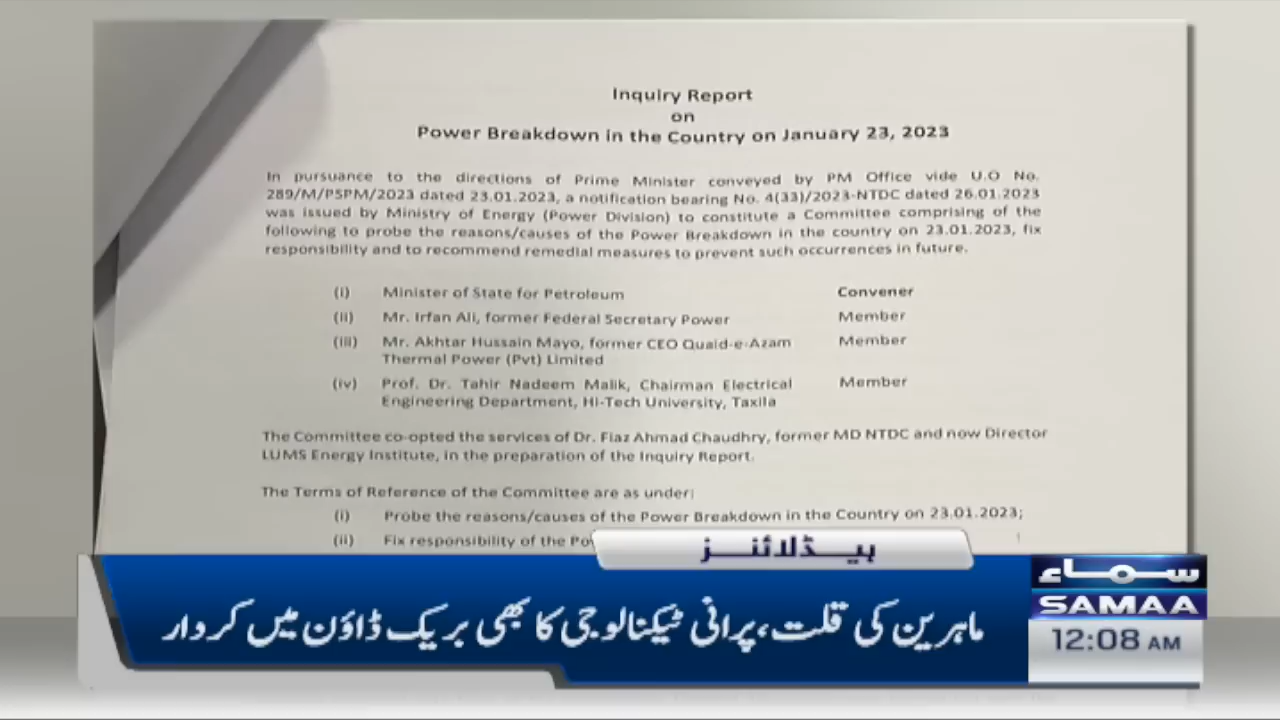 Inquiry Report
on
Power Breakdown in the Country on January 23, 2023
In pursuance to the directions of Prime Minister conveyed by PM Office vide U.O No.
289/M/PSPM/2023 dated 23.01.2023, a notification bearing No. 4(33)/2023-NTDC dated 26.01.2023
was issued by Ministry of Energy (Power Division) to constitute a Committee comprising of the
following to probe the reasons/causes of the Power Breakdown in the country on 23.01.2023, fix
responsibility and to recommend remedial measures to prevent such occurrences in future.
(i) Minister of State for Petroleum Convener
(ii) Mr. Irfan Ali, former Federal Secretary Power Member
(iii) Mr. Akhtar Hussain Mayo, former CEO Quaid-e-Azam Member
Thermal Power (Pvt) Limited
(iv) Prof. Dr. Tahir Nadeem Malik, Chairman Electrical Member
Engineering Department, Hi-Tech University, Taxila
The Committee co-opted the services of Dr. Fiaz Ahmad Chaudhry, former MD NTDC and now Director
LUMS Energy Institute, in the preparation of the Inquiry Report.
The Terms of Reference of the Committee are as under:
(i) Probe the reasons/causes of the Power Breakdown in the Country on 23.01.2023;
(ii) Fix responsibility of the
ہیڈلائنز
ماہرین کی قلت، پرانی ٹیکنالوجی کا بھی بریک ڈاؤن میں کردار
سماء
SAMAA
12:08 AM